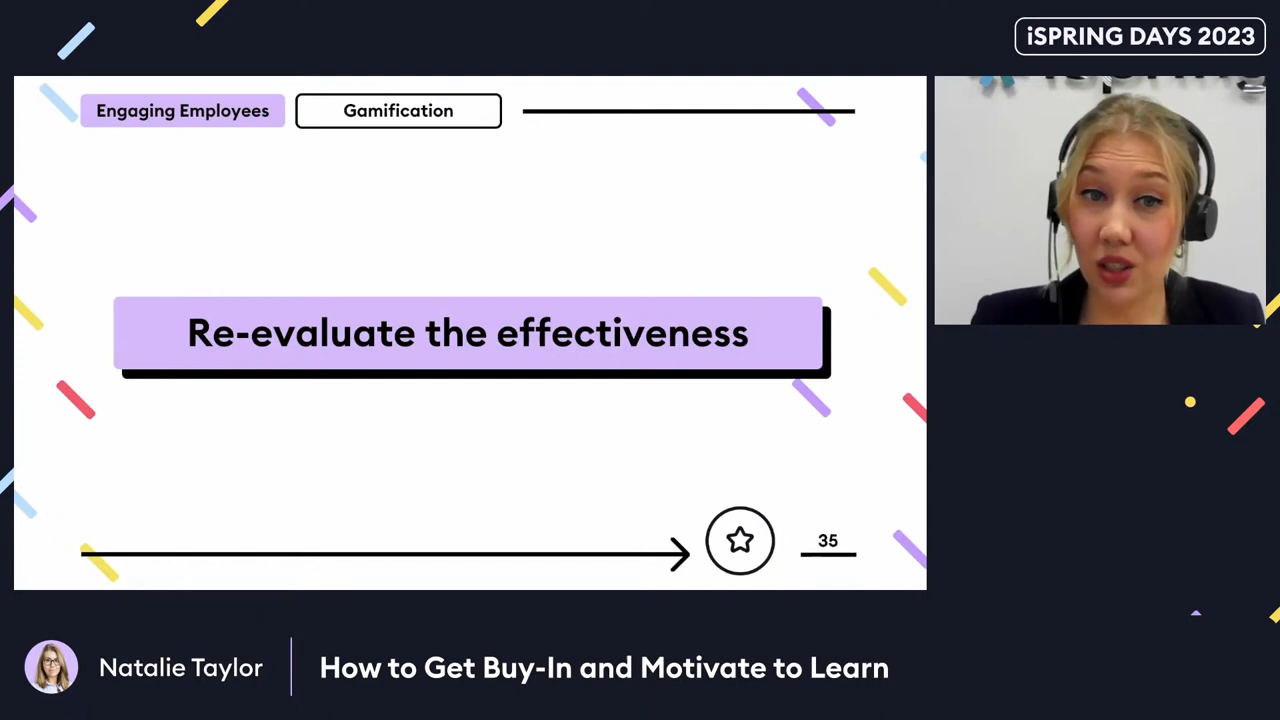 iSPRING DAYS 2023
Engaging Employees
Gamification
Re-evaluate the effectiveness
35
Natalie Taylor
How to Get Buy-In and Motivate to Learn